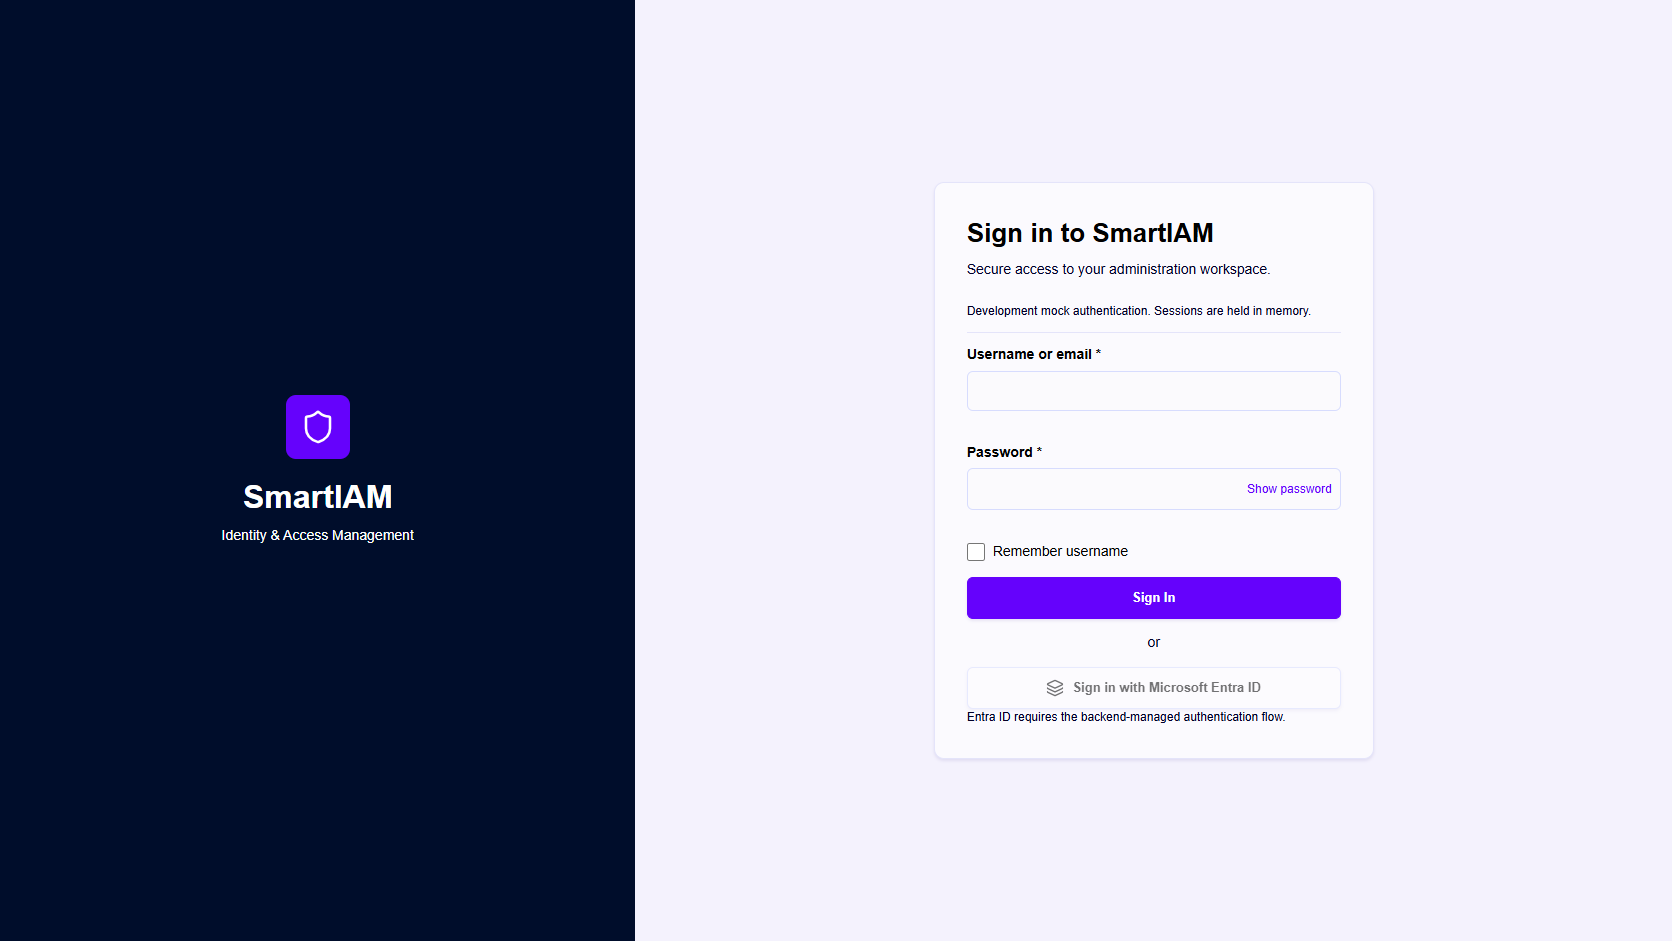 SmartIAM
Identity & Access Management
Sign in to SmartIAM
Secure access to your administration workspace.
Development mock authentication. Sessions are held in memory.
Username or email *
Password *
Show password
Remember username
Sign In
or
Sign in with Microsoft Entra ID
Entra ID requires the backend-managed authentication flow.